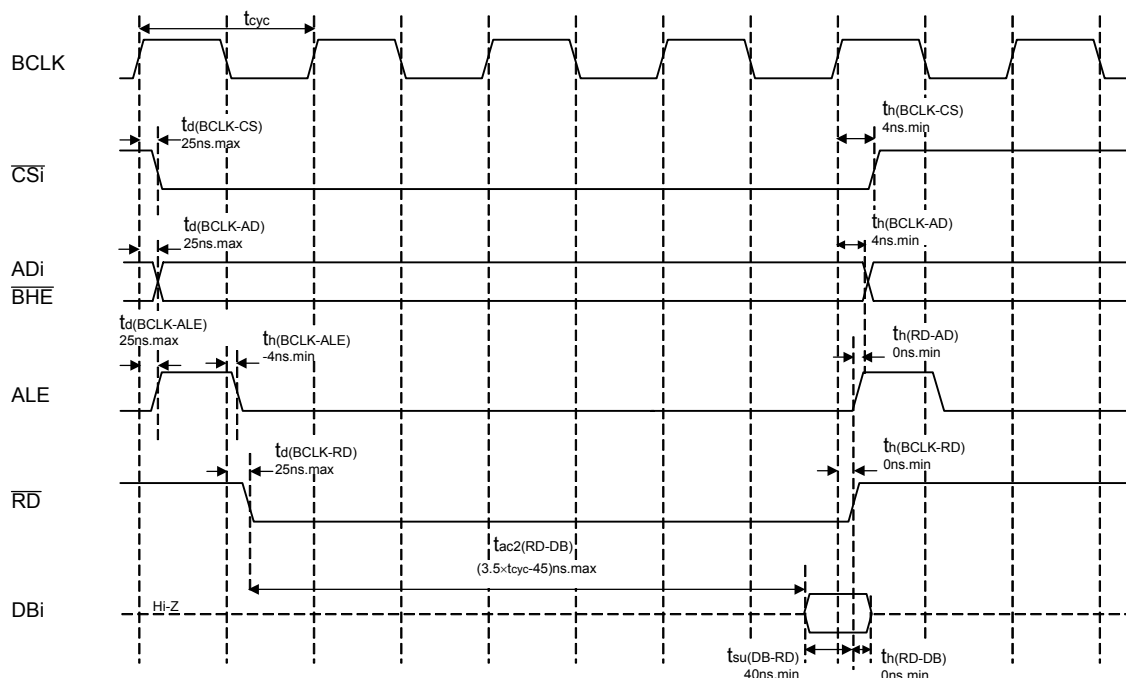 tcyc
BCLK
td(BCLK-CS)
25ns.max
th(BCLK-CS)
4ns.min
CSi
td(BCLK-AD)
25ns.max
th(BCLK-AD)
4ns.min
ADi
BHE
td(BCLK-ALE)
25ns.max
th(BCLK-ALE)
-4ns.min
th(RD-AD)
0ns.min
ALE
td(BCLK-RD)
25ns.max
th(BCLK-RD)
0ns.min
RD
tac2(RD-DB)
(3.5×tcyc-45)ns.max
Hi-Z
DBi
tsu(DB-RD)
40ns.min
th(RD-DB)
0ns.min